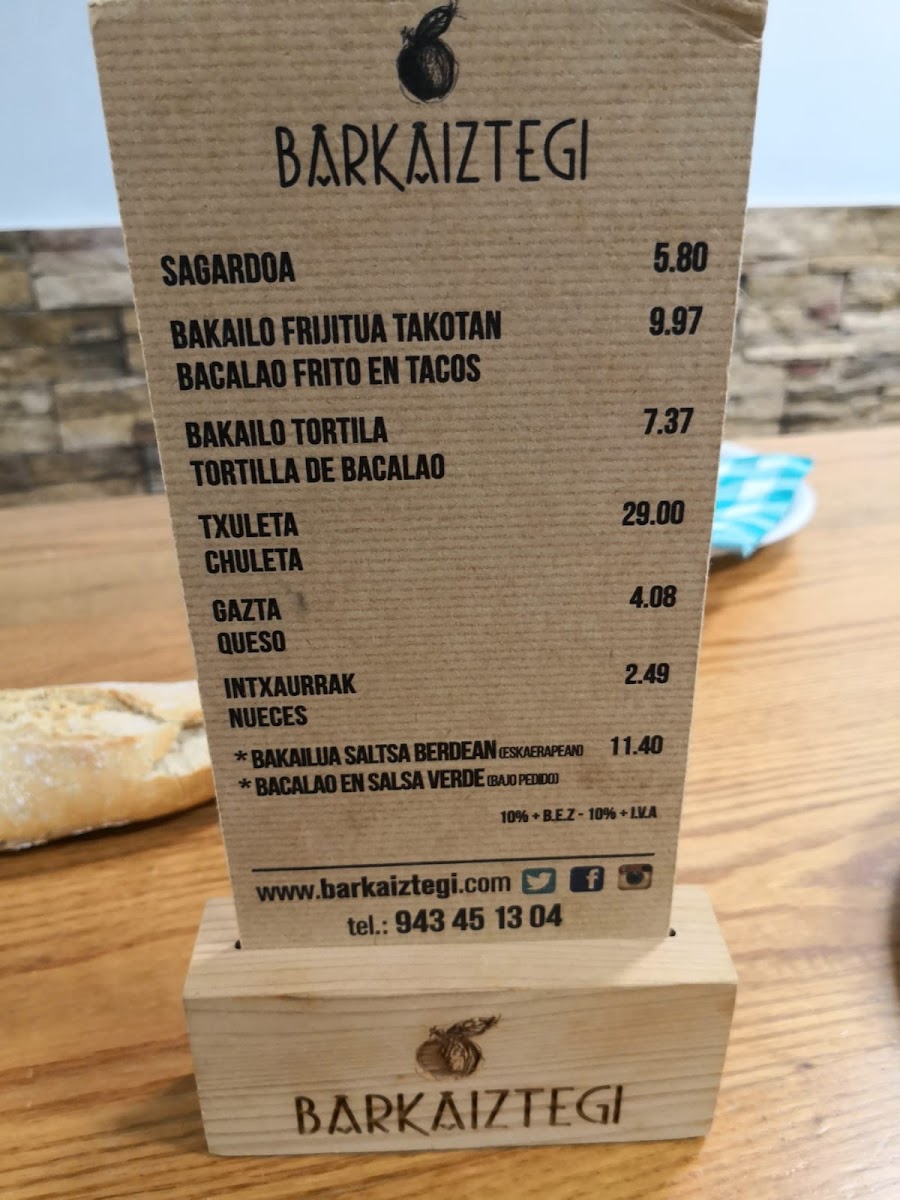 BARKAIZTEGI
SAGARDOA 5.80
BAKAILO FRIJITUA TAKOTAN 9.97
BACALAO FRITO EN TACOS
BAKAILO TORTILA 7.37
TORTILLA DE BACALAO
TXULETA 29.00
CHULETA
GAZTA 4.08
QUESO
INTXAURRAK 2.49
NUECES
* BAKAILUA SALTSA BERDEAN (ESKAERAPEAN) 11.40
* BACALAO EN SALSA VERDE (BAJO PEDIDO)
10% + B.E.Z - 10% + I.V.A
www.barkaiztegi.com
tel.: 943 45 13 04
BARKAIZTEGI